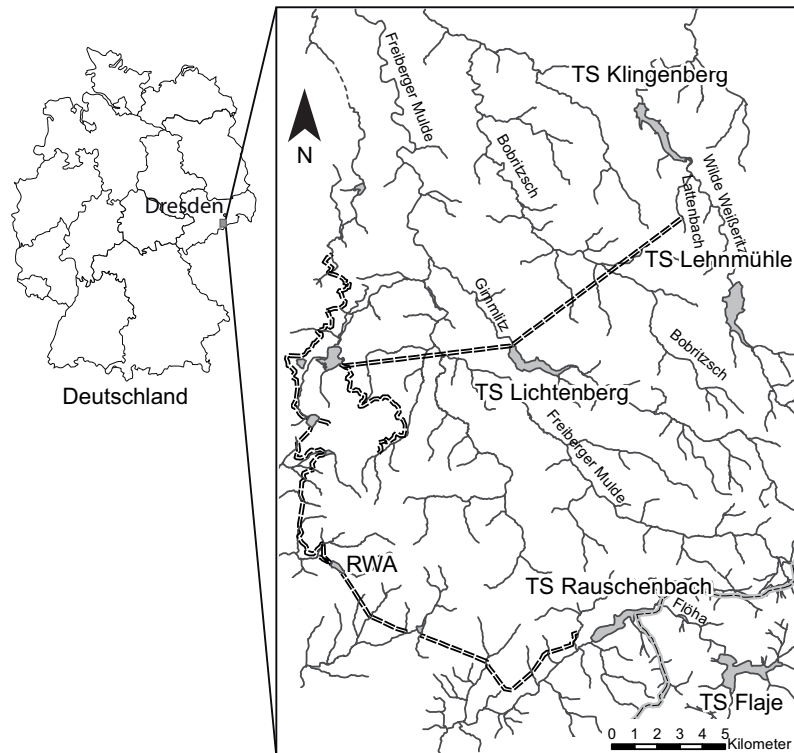 Dresden
Deutschland
N
Freiberger Mulde
Bobritzsch
TS Klingenberg
Wilde Weißeritz
Lattenbach
TS Lehnmühle
Gimmlitz
Bobritzsch
TS Lichtenberg
Freiberger Mulde
RWA
TS Rauschenbach
Flöha
TS Flaje
0 1 2 3 4 5
Kilometer